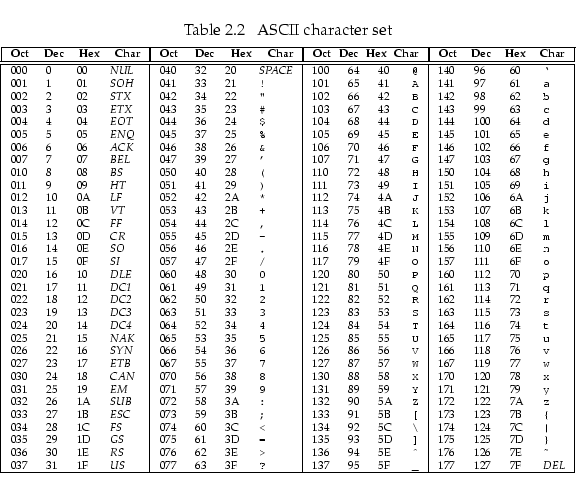 Table 2.2 ASCII character set
Oct Dec Hex Char Oct Dec Hex Char Oct Dec Hex Char Oct Dec Hex Char
000 0 00 NUL 040 32 20 SPACE 100 64 40 @ 140 96 60 `
001 1 01 SOH 041 33 21 ! 101 65 41 A 141 97 61 a
002 2 02 STX 042 34 22 " 102 66 42 B 142 98 62 b
003 3 03 ETX 043 35 23 # 103 67 43 C 143 99 63 c
004 4 04 EOT 044 36 24 $ 104 68 44 D 144 100 64 d
005 5 05 ENQ 045 37 25 % 105 69 45 E 145 101 65 e
006 6 06 ACK 046 38 26 & 106 70 46 F 146 102 66 f
007 7 07 BEL 047 39 27 ' 107 71 47 G 147 103 67 g
010 8 08 BS 050 40 28 ( 110 72 48 H 150 104 68 h
011 9 09 HT 051 41 29 ) 111 73 49 I 151 105 69 i
012 10 0A LF 052 42 2A * 112 74 4A J 152 106 6A j
013 11 0B VT 053 43 2B + 113 75 4B K 153 107 6B k
014 12 0C FF 054 44 2C , 114 76 4C L 154 108 6C l
015 13 0D CR 055 45 2D - 115 77 4D M 155 109 6D m
016 14 0E SO 056 46 2E . 116 78 4E N 156 110 6E n
017 15 0F SI 057 47 2F / 117 79 4F O 157 111 6F o
020 16 10 DLE 060 48 30 0 120 80 50 P 160 112 70 p
021 17 11 DC1 061 49 31 1 121 81 51 Q 161 113 71 q
022 18 12 DC2 062 50 32 2 122 82 52 R 162 114 72 r
023 19 13 DC3 063 51 33 3 123 83 53 S 163 115 73 s
024 20 14 DC4 064 52 34 4 124 84 54 T 164 116 74 t
025 21 15 NAK 065 53 35 5 125 85 55 U 165 117 75 u
026 22 16 SYN 066 54 36 6 126 86 56 V 166 118 76 v
027 23 17 ETB 067 55 37 7 127 87 57 W 167 119 77 w
030 24 18 CAN 070 56 38 8 130 88 58 X 170 120 78 x
031 25 19 EM 071 57 39 9 131 89 59 Y 171 121 79 y
032 26 1A SUB 072 58 3A : 132 90 5A Z 172 122 7A z
033 27 1B ESC 073 59 3B ; 133 91 5B [ 173 123 7B {
034 28 1C FS 074 60 3C < 134 92 5C \ 174 124 7C |
035 29 1D GS 075 61 3D = 135 93 5D ] 175 125 7D }
036 30 1E RS 076 62 3E > 136 94 5E ^ 176 126 7E ~
037 31 1F US 077 63 3F ? 137 95 5F _ 177 127 7F DEL